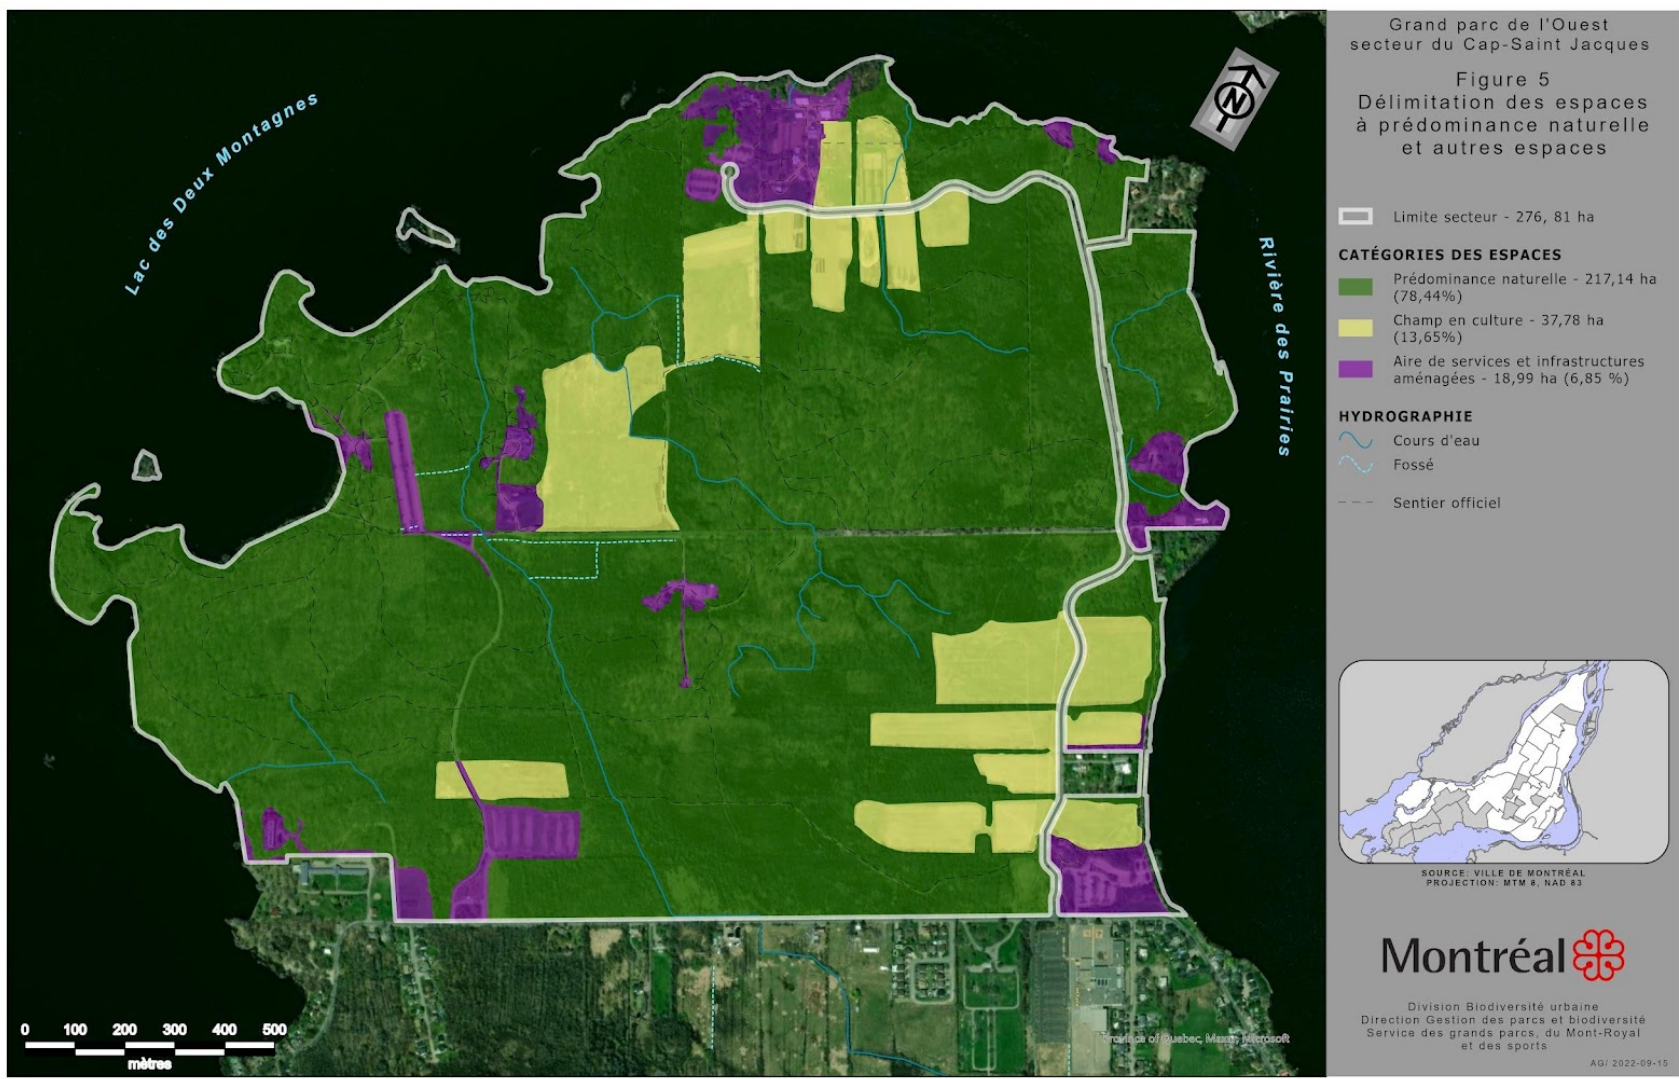 Grand parc de l'Ouest
secteur du Cap-Saint Jacques
Figure 5
Délimitation des espaces
à prédominance naturelle
et autres espaces
Limite secteur - 276, 81 ha
CATÉGORIES DES ESPACES
Prédominance naturelle - 217,14 ha
(78,44%)
Champ en culture - 37,78 ha
(13,65%)
Aire de services et infrastructures
aménagées - 18,99 ha (6,85 %)
HYDROGRAPHIE
Cours d'eau
Fossé
Sentier officiel
SOURCE: VILLE DE MONTRÉAL
PROJECTION: MTM 8, NAD 83
Montréal
Division Biodiversité urbaine
Direction Gestion des parcs et biodiversité
Service des grands parcs, du Mont-Royal
et des sports
AG/ 2022-09-15
Lac des Deux Montagnes
Rivière des Prairies
N
0 100 200 300 400 500
mètres
Province of Quebec, Maxar, Microsoft